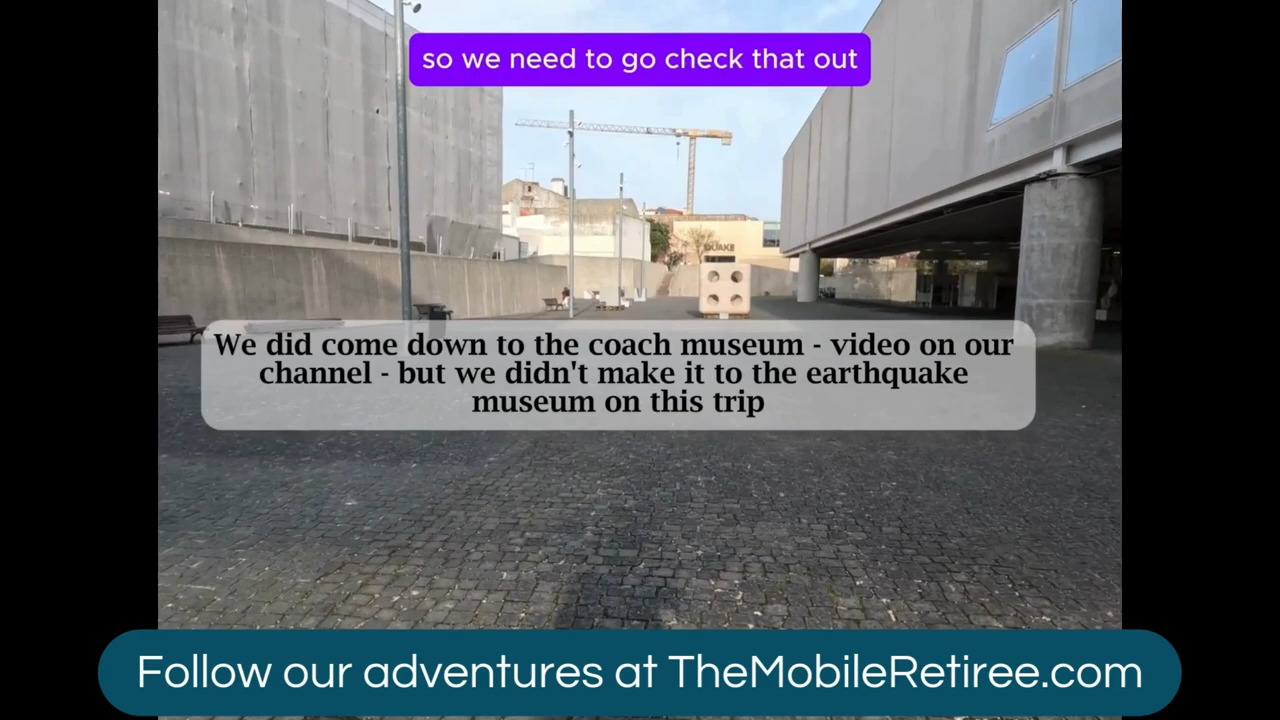 so we need to go check that out
QUAKE
We did come down to the coach museum - video on our
channel - but we didn't make it to the earthquake
museum on this trip
Follow our adventures at TheMobileRetiree.com